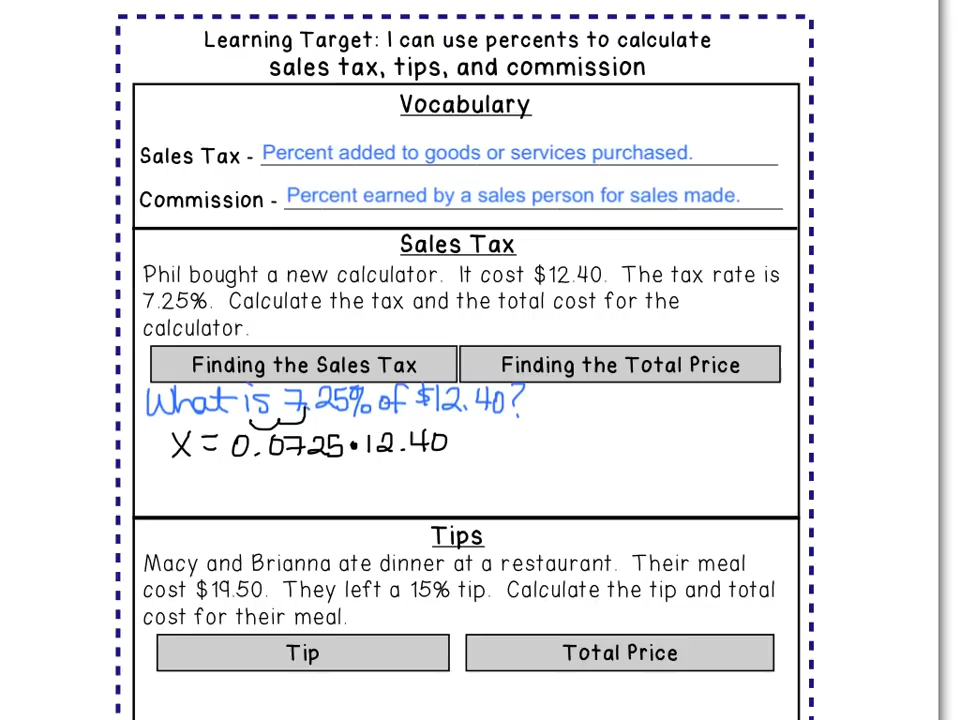 Learning Target: I can use percents to calculate
sales tax, tips, and commission
Vocabulary
Sales Tax - Percent added to goods or services purchased.
Commission - Percent earned by a sales person for sales made.
Sales Tax
Phil bought a new calculator. It cost $12.40. The tax rate is
7.25%. Calculate the tax and the total cost for the
calculator.
Finding the Sales Tax Finding the Total Price
What is 7.25% of $12.40?
X = 0.0725 • 12.40
Tips
Macy and Brianna ate dinner at a restaurant. Their meal
cost $19.50. They left a 15% tip. Calculate the tip and total
cost for their meal.
Tip Total Price